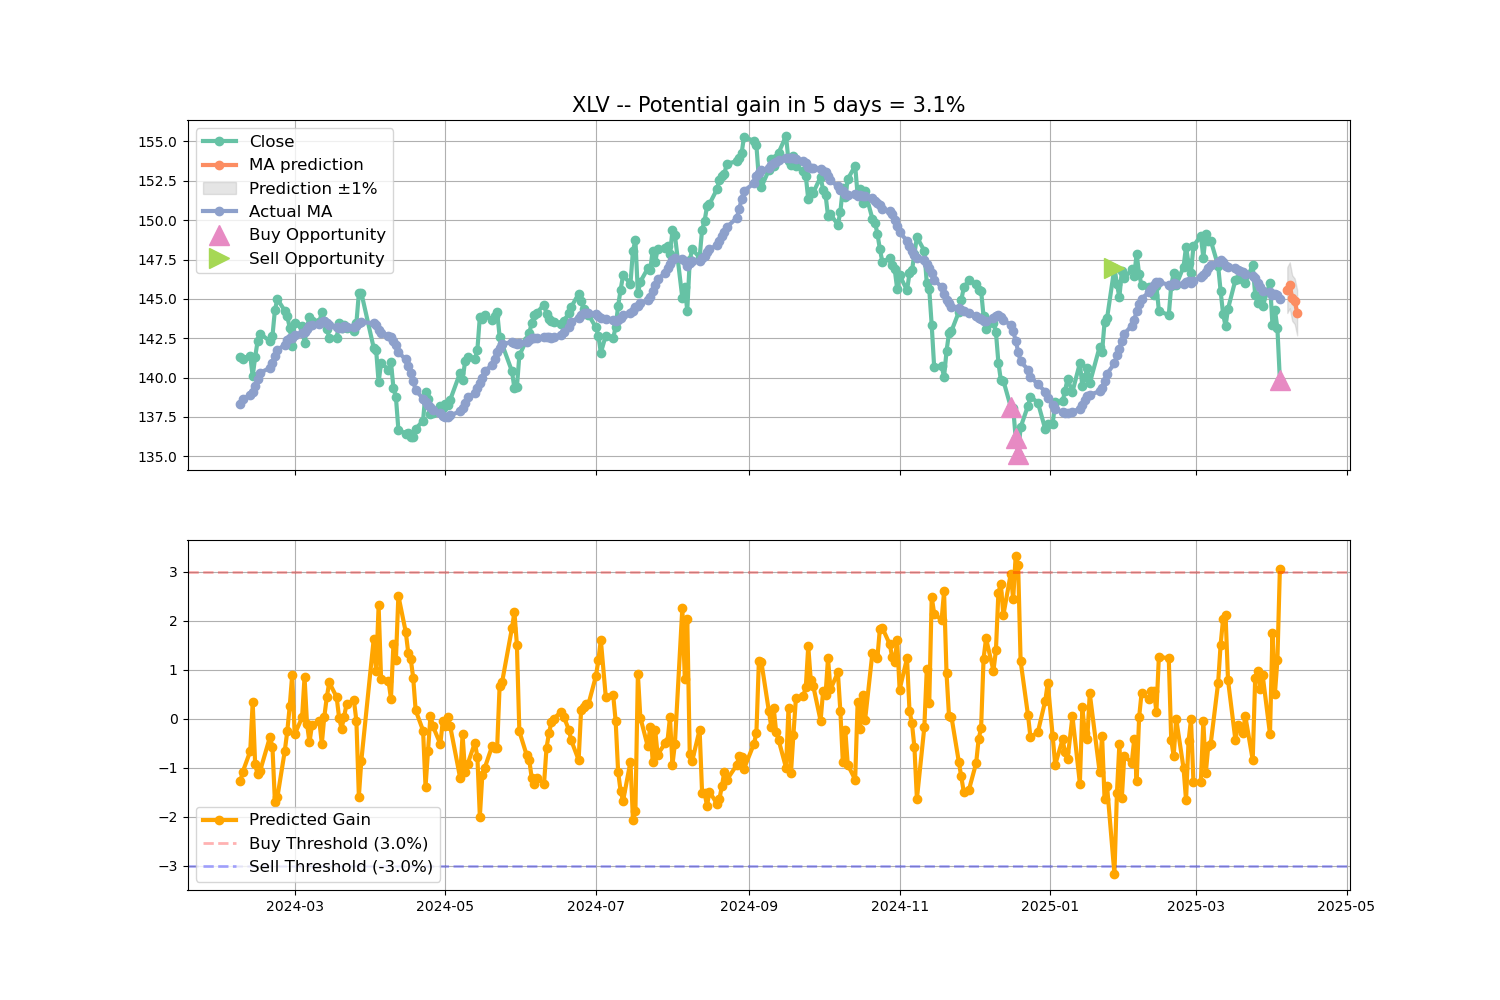 XLV -- Potential gain in 5 days = 3.1%
155.0
152.5
150.0
147.5
145.0
142.5
140.0
137.5
135.0
Close
MA prediction
Prediction ±1%
Actual MA
Buy Opportunity
Sell Opportunity
3
2
1
0
−1
−2
−3
Predicted Gain
Buy Threshold (3.0%)
Sell Threshold (-3.0%)
2024-03 2024-05 2024-07 2024-09 2024-11 2025-01 2025-03 2025-05